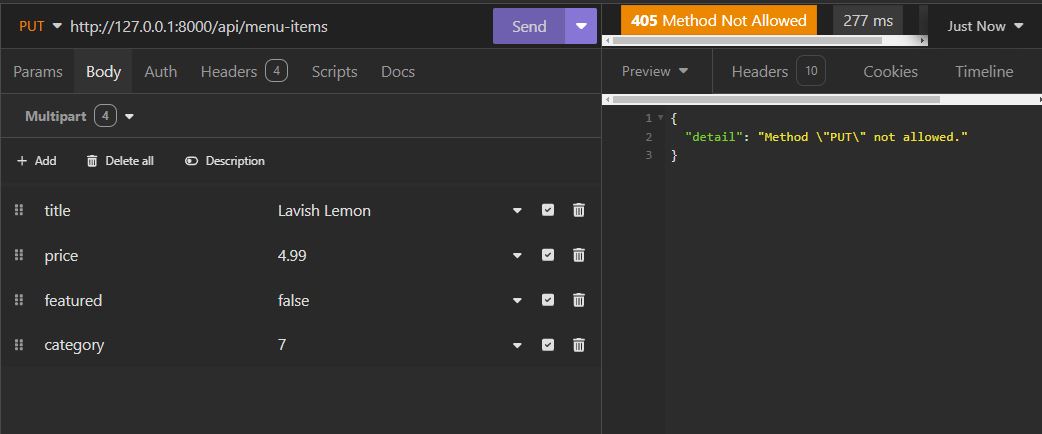 PUT http://127.0.0.1:8000/api/menu-items Send
Params Body Auth Headers 4 Scripts Docs
Multipart 4
Add Delete all Description
title Lavish Lemon
price 4.99
featured false
category 7
405 Method Not Allowed 277 ms Just Now
Preview Headers 10 Cookies Timeline
1 {
2 "detail": "Method \"PUT\" not allowed."
3 }